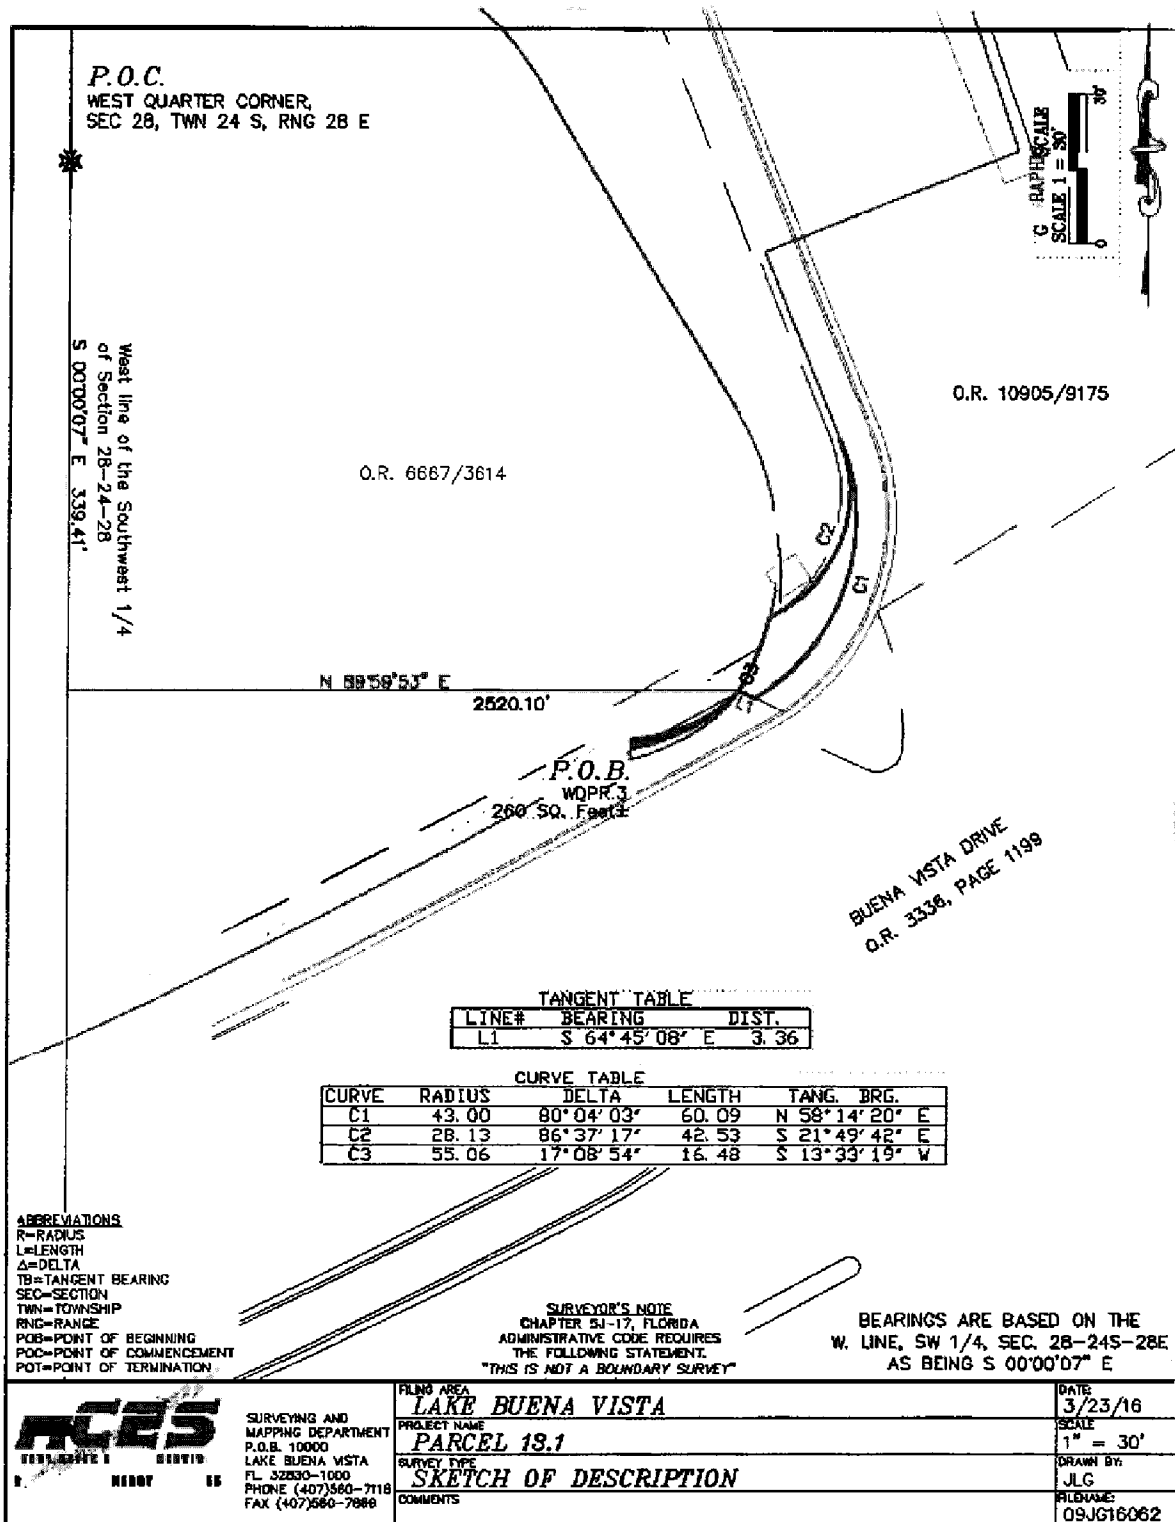 P.O.C.
WEST QUARTER CORNER,
SEC 28, TWN 24 S, RNG 28 E
30'
G RAPHIC SCALE
SCALE 1 = 30'
0
West line of the Southwest 1/4
of Section 28-24-28
S 00°00'07" E 339.41'
O.R. 10905/9175
O.R. 6667/3614
C2
C1
C3
L1
N 89°59'53" E
2520.10'
P.O.B.
WQPR.3
260 SQ. Feet±
BUENA VISTA DRIVE
O.R. 3336, PAGE 1199
TANGENT TABLE
LINE# BEARING DIST.
L1 S 64°45'08" E 3.36
CURVE TABLE
CURVE RADIUS DELTA LENGTH TANG. BRG.
C1 43.00 80°04'03" 60.09 N 58°14'20" E
C2 28.13 86°37'17" 42.53 S 21°49'42" E
C3 55.06 17°08'54" 16.48 S 13°33'19" W
ABBREVIATIONS
R=RADIUS
L=LENGTH
Δ=DELTA
TB=TANGENT BEARING
SEC=SECTION
TWN=TOWNSHIP
RNG=RANGE
POB=POINT OF BEGINNING
POC=POINT OF COMMENCEMENT
POT=POINT OF TERMINATION
SURVEYOR'S NOTE
CHAPTER 5J-17, FLORIDA
ADMINISTRATIVE CODE REQUIRES
THE FOLLOWING STATEMENT.
"THIS IS NOT A BOUNDARY SURVEY"
BEARINGS ARE BASED ON THE
W. LINE, SW 1/4, SEC. 28-24S-28E
AS BEING S 00°00'07" E
SURVEYING AND
MAPPING DEPARTMENT
P.O.B. 10000
LAKE BUENA VISTA
FL 32830-1000
PHONE (407)560-7118
FAX (407)560-7898
FILING AREA
LAKE BUENA VISTA
PROJECT NAME
PARCEL 13.1
SURVEY TYPE
SKETCH OF DESCRIPTION
COMMENTS
DATE
3/23/16
SCALE
1" = 30'
DRAWN BY:
JLG
FILENAME:
09JG16062